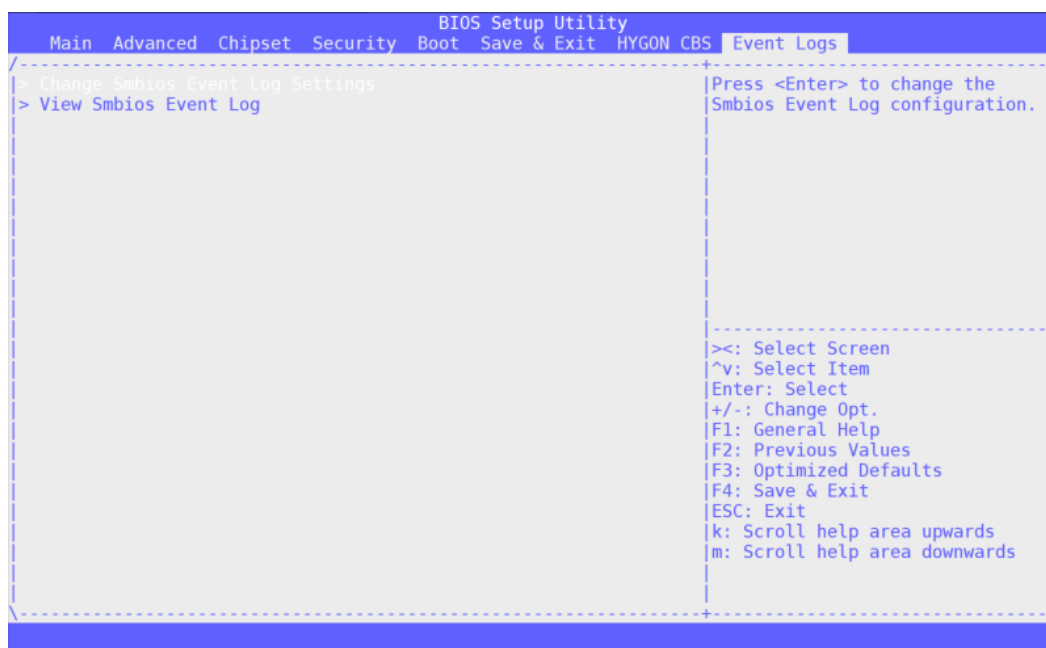 BIOS Setup Utility
Main Advanced Chipset Security Boot Save & Exit HYGON CBS Event Logs
> Change Smbios Event Log Settings
> View Smbios Event Log
Press <Enter> to change the
Smbios Event Log configuration.
><: Select Screen
^v: Select Item
Enter: Select
+/-: Change Opt.
F1: General Help
F2: Previous Values
F3: Optimized Defaults
F4: Save & Exit
ESC: Exit
k: Scroll help area upwards
m: Scroll help area downwards